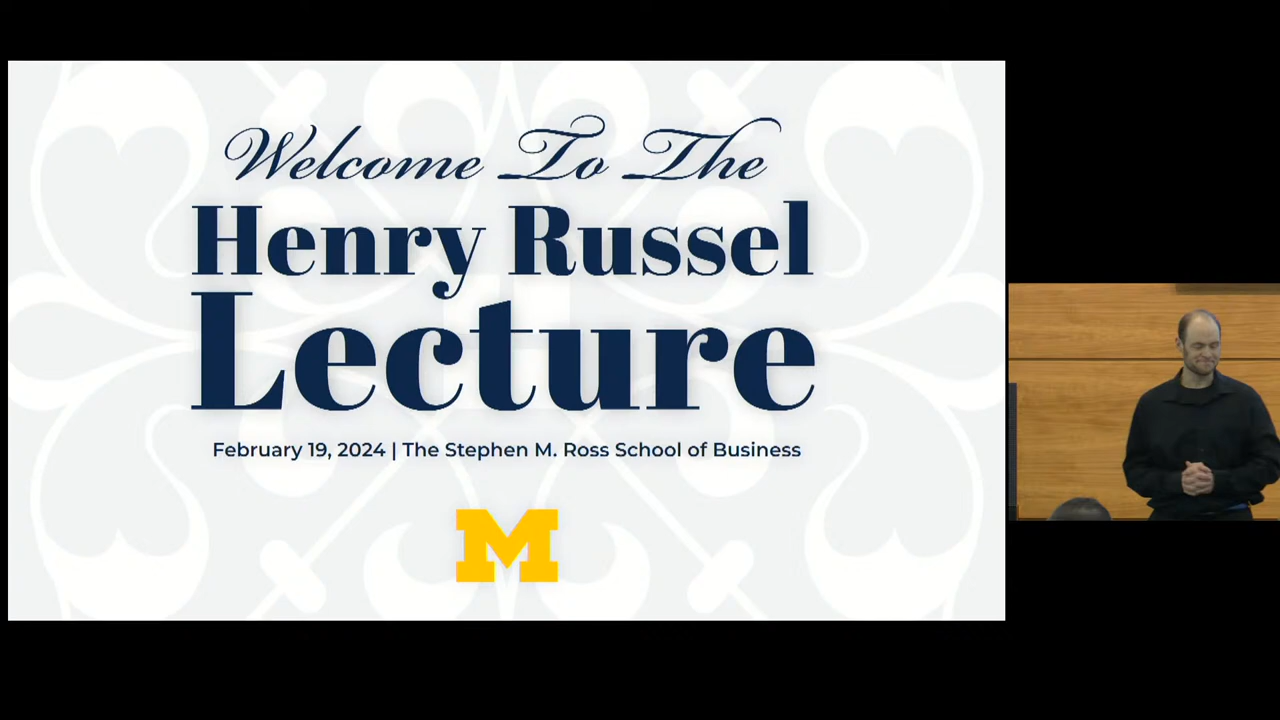 Welcome To The
Henry Russel
Lecture
February 19, 2024 | The Stephen M. Ross School of Business
M